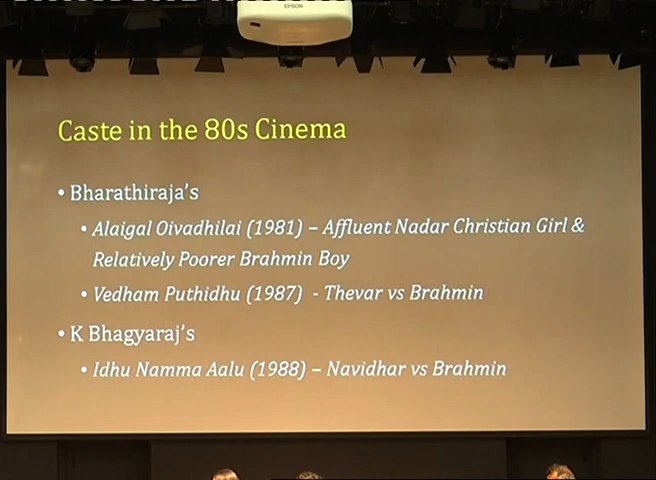 EPSON
Caste in the 80s Cinema
• Bharathiraja's
• Alaigal Oivadhilai (1981) – Affluent Nadar Christian Girl &
Relatively Poorer Brahmin Boy
• Vedham Puthidhu (1987) - Thevar vs Brahmin
• K Bhagyaraj's
• Idhu Namma Aalu (1988) – Navidhar vs Brahmin